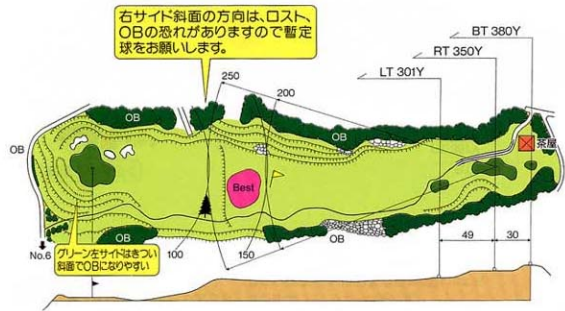 右サイド斜面の方向は、ロスト、
OBの恐れがありますので暫定
球をお願いします。
BT 380Y
RT 350Y
LT 301Y
250
200
OB
OB
OB
茶屋
Best
No.6
グリーン左サイドはきつい
斜面でOBになりやすい
OB
100
150
OB
49
30